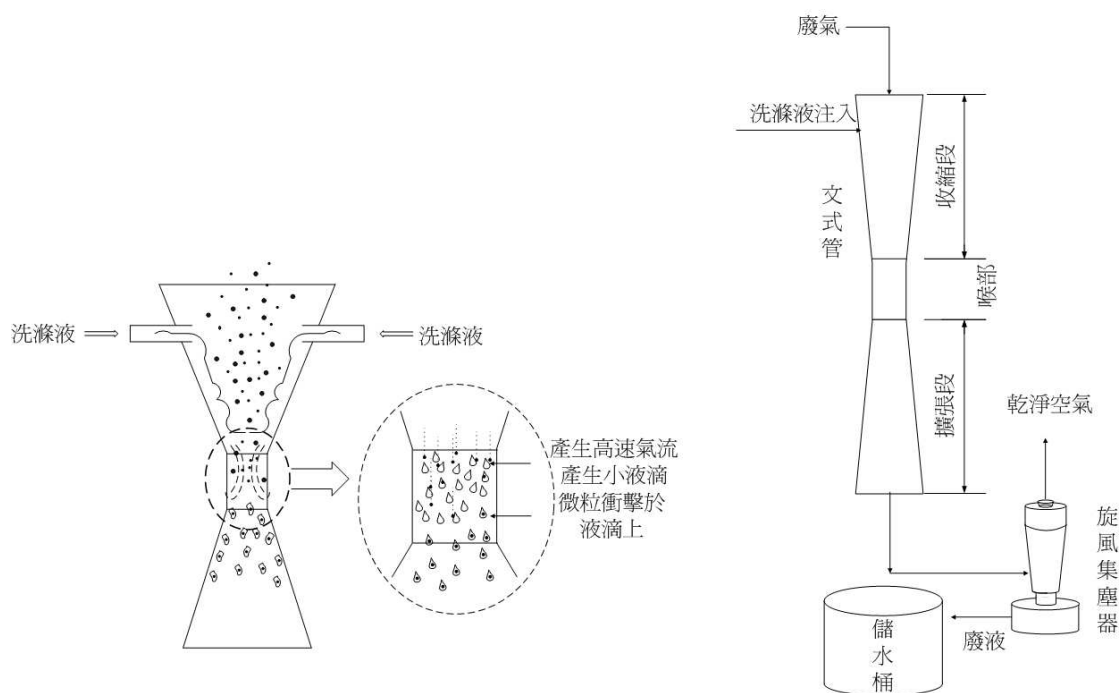 洗滌液
洗滌液
產生高速氣流
產生小液滴
微粒衝擊於
液滴上
廢氣
洗滌液注入
文式管
收縮段
喉部
擴張段
乾淨空氣
旋風集塵器
廢液
儲水桶